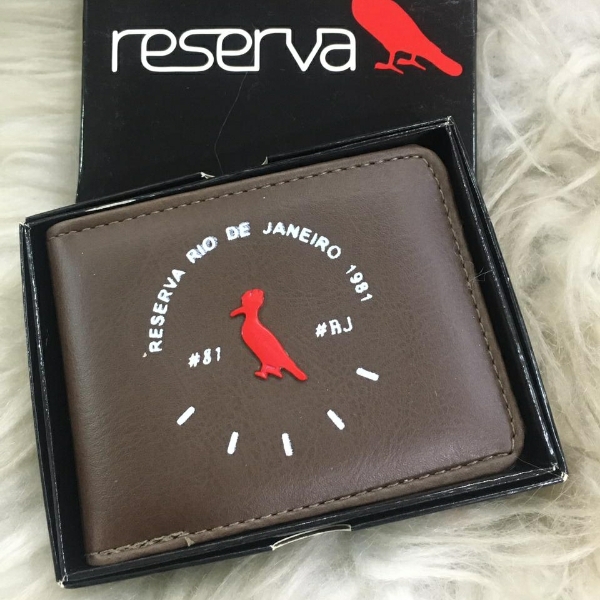 reserva
RESERVA RIO DE JANEIRO 1981
#81
#RJ